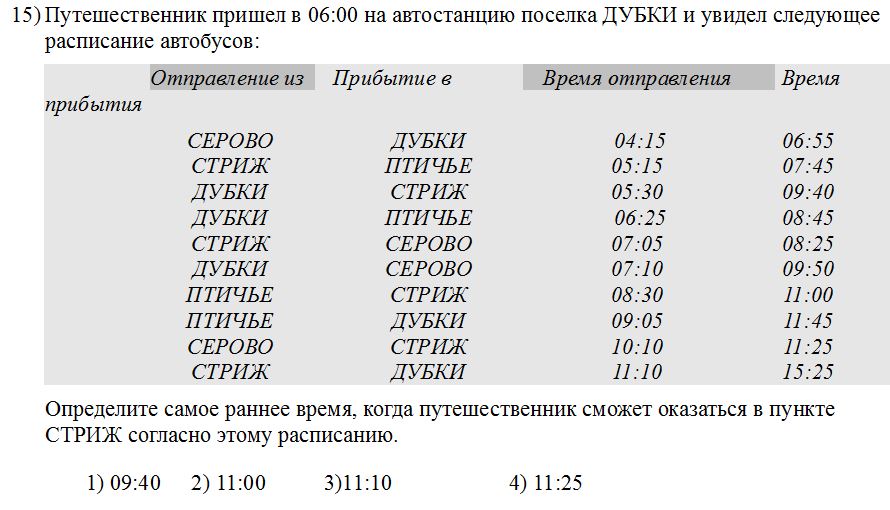 15) Путешественник пришел в 06:00 на автостанцию поселка ДУБКИ и увидел следующее
расписание автобусов:
Отправление из Прибытие в Время отправления Время
прибытия
СЕРОВО ДУБКИ 04:15 06:55
СТРИЖ ПТИЧЬЕ 05:15 07:45
ДУБКИ СТРИЖ 05:30 09:40
ДУБКИ ПТИЧЬЕ 06:25 08:45
СТРИЖ СЕРОВО 07:05 08:25
ДУБКИ СЕРОВО 07:10 09:50
ПТИЧЬЕ СТРИЖ 08:30 11:00
ПТИЧЬЕ ДУБКИ 09:05 11:45
СЕРОВО СТРИЖ 10:10 11:25
СТРИЖ ДУБКИ 11:10 15:25
Определите самое раннее время, когда путешественник сможет оказаться в пункте
СТРИЖ согласно этому расписанию.
1) 09:40 2) 11:00 3)11:10 4) 11:25